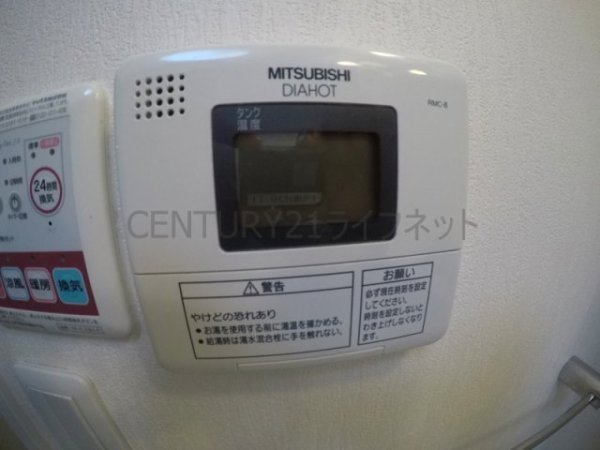 MITSUBISHI
DIAHOT
RMC-8
タンク
温度
CENTURY21ライフネット
24時間
換気
涼風
暖房
換気
警告
やけどの恐れあり
● お湯を使用する前に湯温を確かめる。
● 給湯時は湯水混合栓に手を触れない。
お願い
必ず現在時刻を設定
してください。
時刻を設定しないと
わき上げしなくなり
ます。